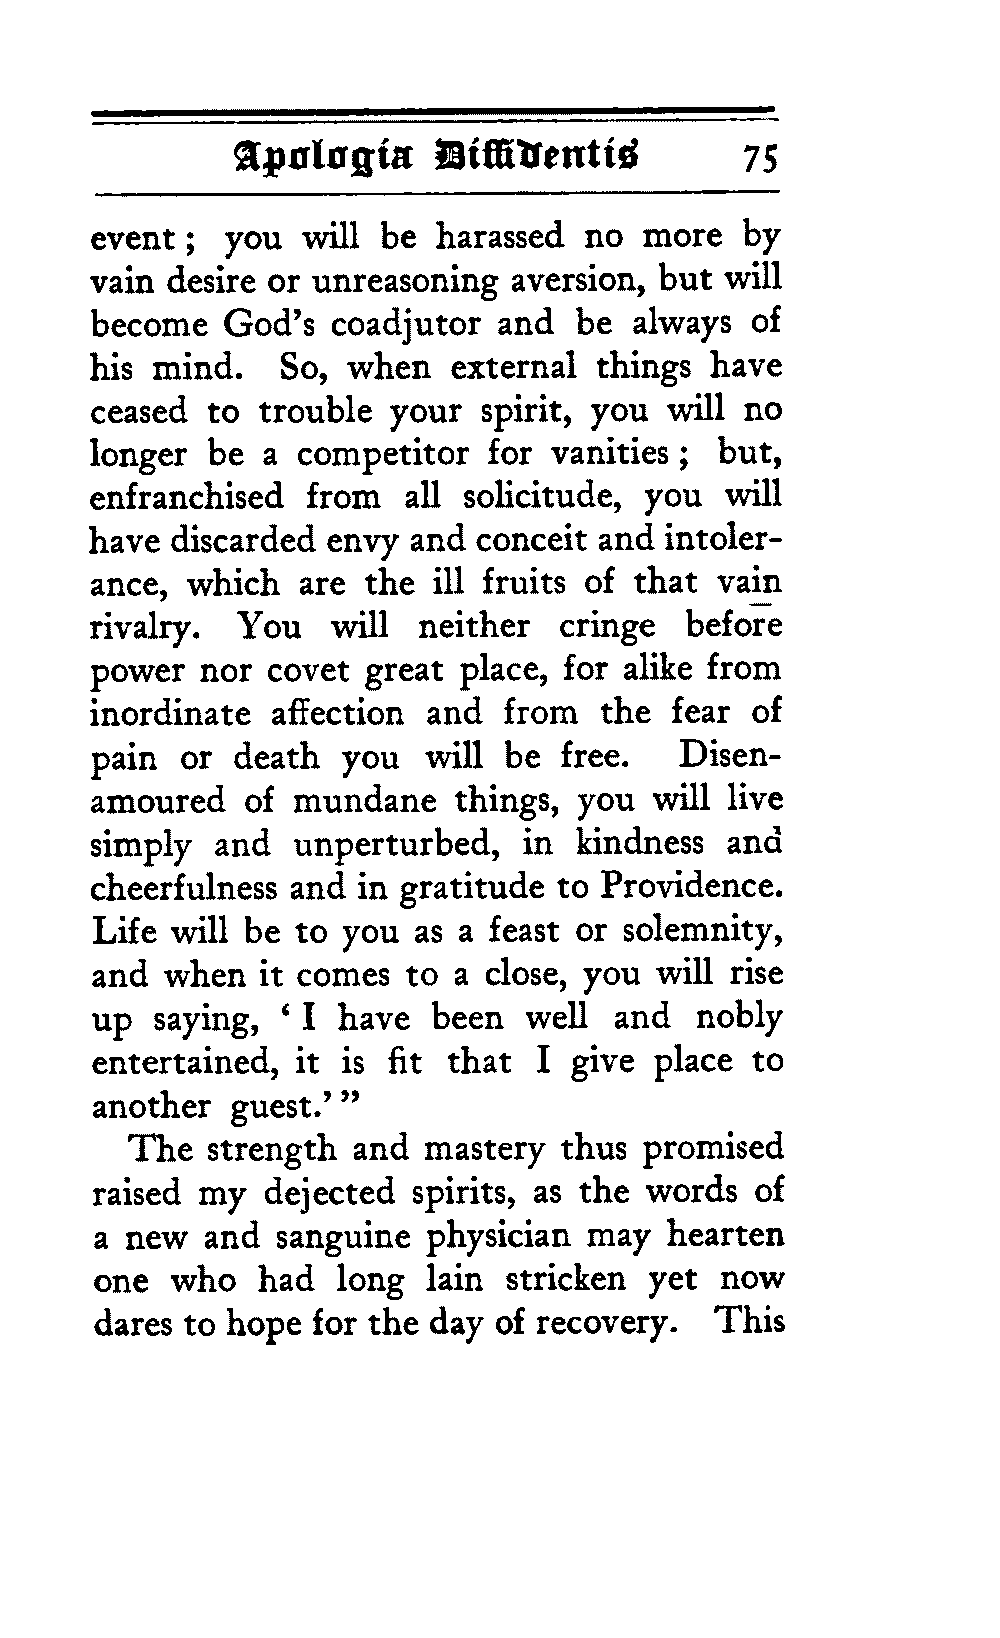 Apologia Diffidentis 75
event ; you will be harassed no more by
vain desire or unreasoning aversion, but will
become God's coadjutor and be always of
his mind. So, when external things have
ceased to trouble your spirit, you will no
longer be a competitor for vanities ; but,
enfranchised from all solicitude, you will
have discarded envy and conceit and intoler-
ance, which are the ill fruits of that vain
rivalry. You will neither cringe before
power nor covet great place, for alike from
inordinate affection and from the fear of
pain or death you will be free. Disen-
amoured of mundane things, you will live
simply and unperturbed, in kindness and
cheerfulness and in gratitude to Providence.
Life will be to you as a feast or solemnity,
and when it comes to a close, you will rise
up saying, ‘ I have been well and nobly
entertained, it is fit that I give place to
another guest.’ ”
The strength and mastery thus promised
raised my dejected spirits, as the words of
a new and sanguine physician may hearten
one who had long lain stricken yet now
dares to hope for the day of recovery. This